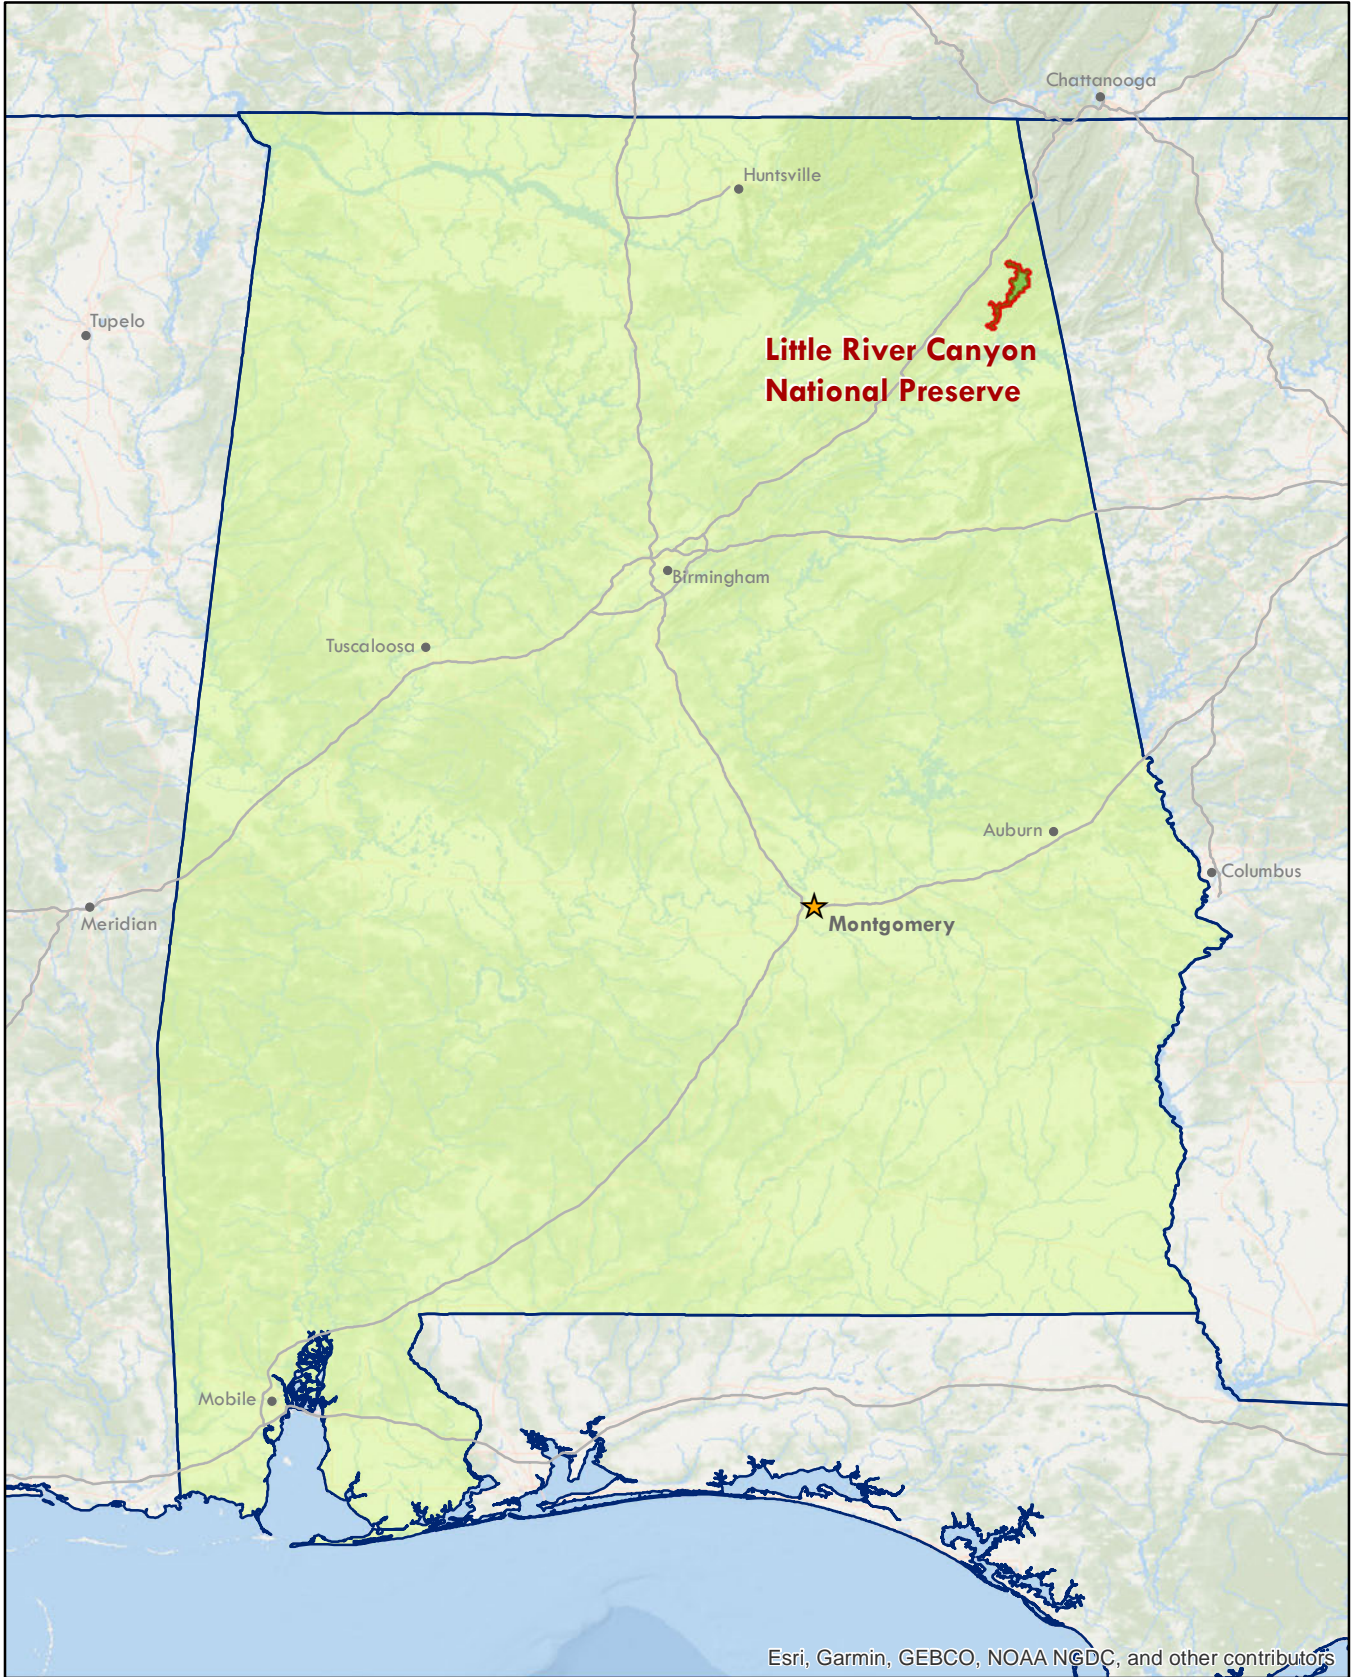 Chattanooga
Huntsville
Tupelo
Little River Canyon
National Preserve
Birmingham
Tuscaloosa
Auburn
Columbus
Meridian
Montgomery
Mobile
Esri, Garmin, GEBCO, NOAA NGDC, and other contributors